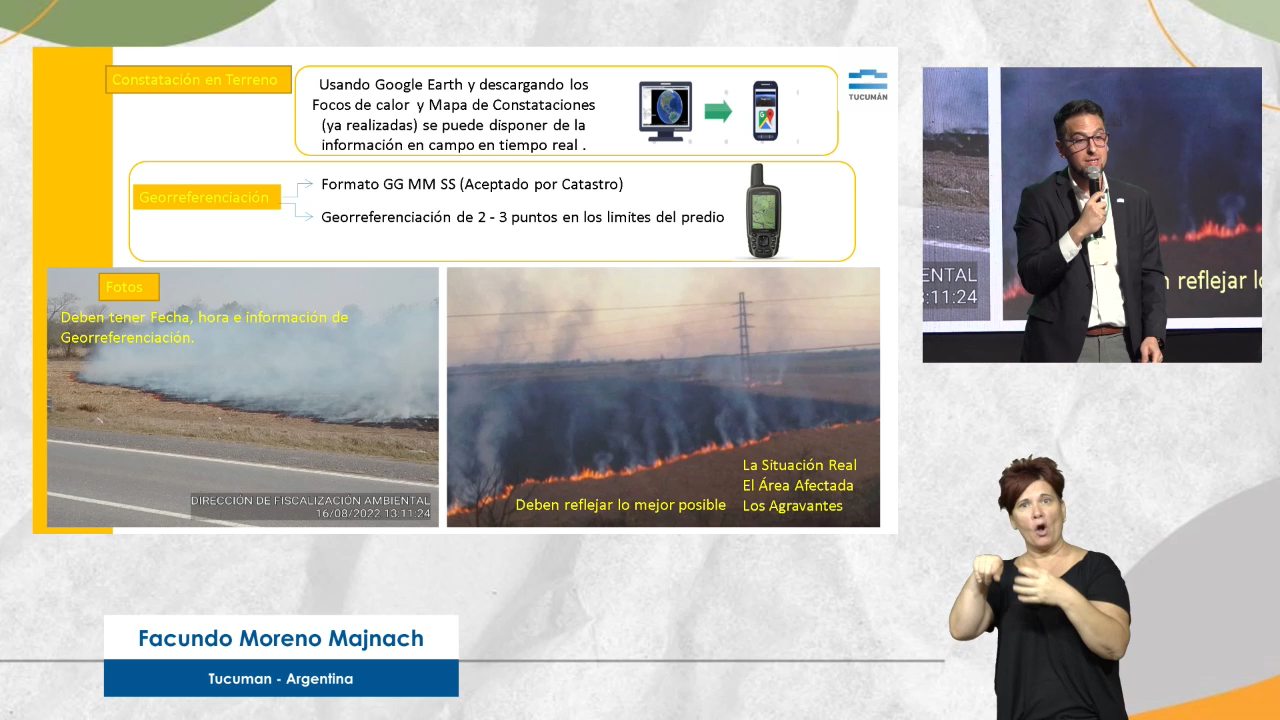 Constatación en Terreno
Usando Google Earth y descargando los
Focos de calor y Mapa de Constataciones
(ya realizadas) se puede disponer de la
información en campo en tiempo real .
TUCUMÁN
Georreferenciación
Formato GG MM SS (Aceptado por Catastro)
Georreferenciación de 2 - 3 puntos en los limites del predio
Fotos
Deben tener Fecha, hora e información de
Georreferenciación.
DIRECCIÓN DE FISCALIZACIÓN AMBIENTAL
16/08/2022 13:11:24
Deben reflejar lo mejor posible
La Situación Real
El Área Afectada
Los Agravantes
ENTAL
:11:24
n reflejar lo
Facundo Moreno Majnach
Tucuman - Argentina